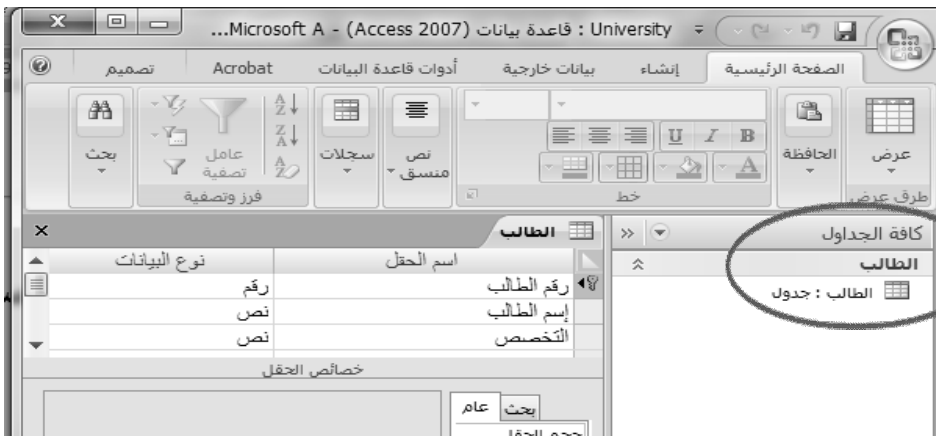 University : قاعدة بيانات (Access 2007) - Microsoft A...
الصفحة الرئيسية إنشاء بيانات خارجية أدوات قاعدة البيانات Acrobat تصميم
عرض
الحافظة
B I U
A
نص منسق
سجلات
عامل تصفية
بحث
طرق عرض
خط
فرز وتصفية
كافة الجداول
الطالب
الطالب : جدول
الطالب
اسم الحقل نوع البيانات
رقم الطالب رقم
إسم الطالب نص
التخصص نص
خصائص الحقل
عام بحث
حجم الحقل